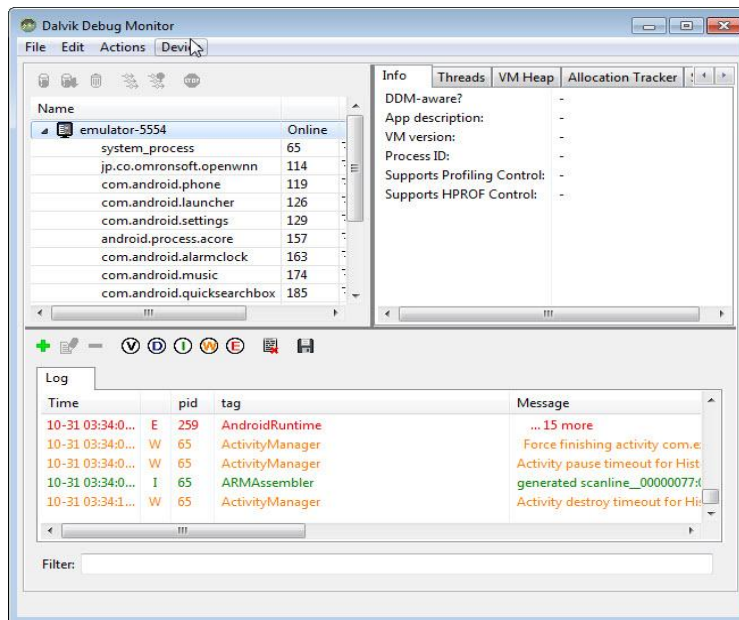 Dalvik Debug Monitor
File Edit Actions Device
Info Threads VM Heap Allocation Tracker
Name
emulator-5554 Online
system_process 65
jp.co.omronsoft.openwnn 114
com.android.phone 119
com.android.launcher 126
com.android.settings 129
android.process.acore 157
com.android.alarmclock 163
com.android.music 174
com.android.quicksearchbox 185
DDM-aware? -
App description: -
VM version: -
Process ID: -
Supports Profiling Control: -
Supports HPROF Control: -
V D I W E
Log
Time pid tag Message
10-31 03:34:0... E 259 AndroidRuntime ... 15 more
10-31 03:34:0... W 65 ActivityManager Force finishing activity com.e
10-31 03:34:0... W 65 ActivityManager Activity pause timeout for Hist
10-31 03:34:0... I 65 ARMAssembler generated scanline__00000077:
10-31 03:34:1... W 65 ActivityManager Activity destroy timeout for His
Filter: